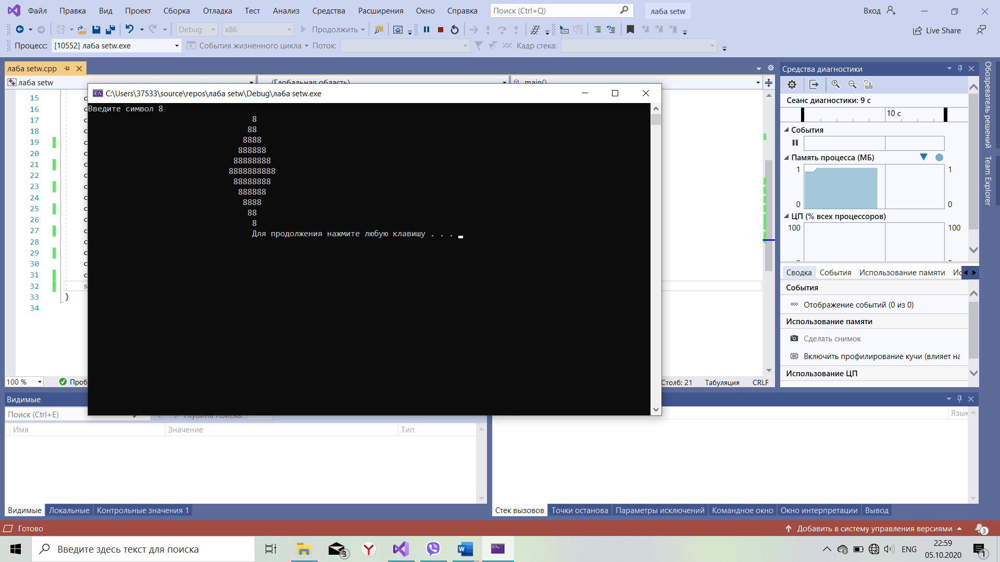 Файл Правка Вид Проект Сборка Отладка Тест Анализ Средства Расширения Окно Справка Поиск (Ctrl+Q) лаба setw Вход
Debug x86 Продолжить Live Share
Процесс: [10552] лаба setw.exe События жизненного цикла Поток: Кадр стека:
лаба setw.cpp
лаба setw (Глобальная область) main()
C:\Users\37533\source\repos\лаба setw\Debug\лаба setw.exe
Введите символ 8
8
88
8888
888888
88888888
8888888888
88888888
888888
8888
88
8
Для продолжения нажмите любую клавишу . . .
15 c
16 c
17 c
18 c
19 c
20 c
21 c
22 c
23 c
24 c
25 c
26 c
27 c
28 c
29 c
30 c
31 c
32 s
33 }
34
100 % Проб Столб: 21 Табуляция CRLF
Средства диагностики
Сеанс диагностики: 9 с
10 с
События
Память процесса (МБ)
1 1
0 0
ЦП (% всех процессоров)
100 100
Сводка События Использование памяти Ис
События
Отображение событий (0 из 0)
Использование памяти
Сделать снимок
Включить профилирование кучи (влияет на
Использование ЦП
Обозреватель решений
Team Explorer
Видимые
Поиск (Ctrl+E) Глубина поиска:
Имя Значение Тип
Язык
Видимые Локальные Контрольные значения 1
Стек вызовов Точки останова Параметры исключений Командное окно Окно интерпретации Вывод
Готово Добавить в систему управления версиями 3
Введите здесь текст для поиска 3 ENG 22:59
05.10.2020 1